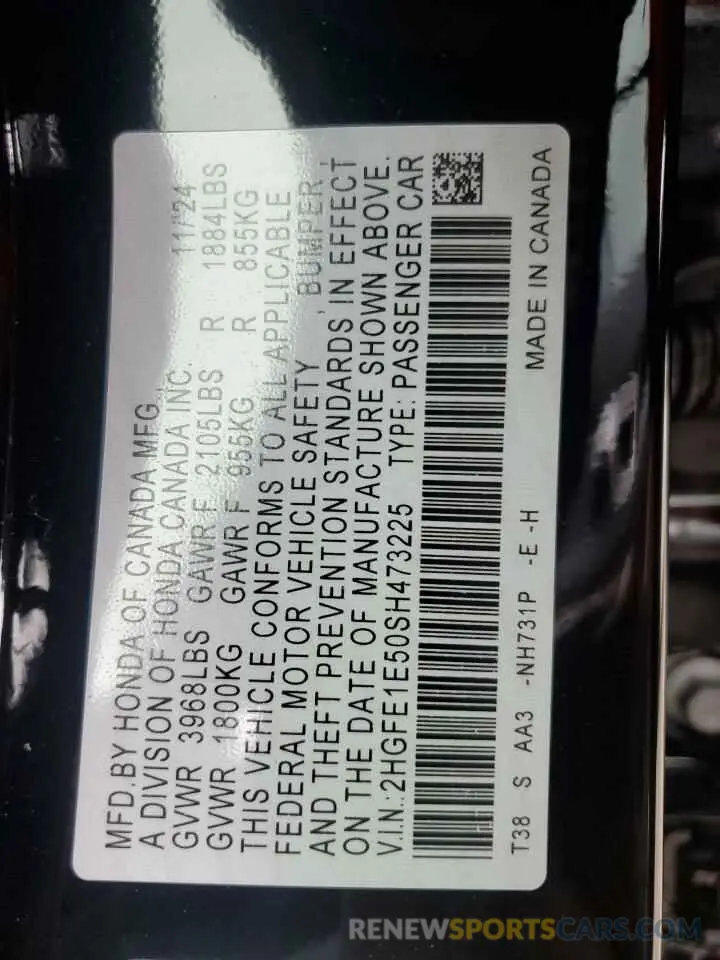 MFD.BY HONDA OF CANADA MFG.
A DIVISION OF HONDA CANADA INC. 11/24
GVWR 3968LBS GAWR F 2105LBS R 1884LBS
GVWR 1800KG GAWR F 955KG R 855KG
THIS VEHICLE CONFORMS TO ALL APPLICABLE
FEDERAL MOTOR VEHICLE SAFETY , BUMPER ,
AND THEFT PREVENTION STANDARDS IN EFFECT
ON THE DATE OF MANUFACTURE SHOWN ABOVE.
V.I.N.:2HGFE1E50SH473225 TYPE: PASSENGER CAR
T38 S AA3 -NH731P -E -H MADE IN CANADA
RENEWSPORTSCARS.COM